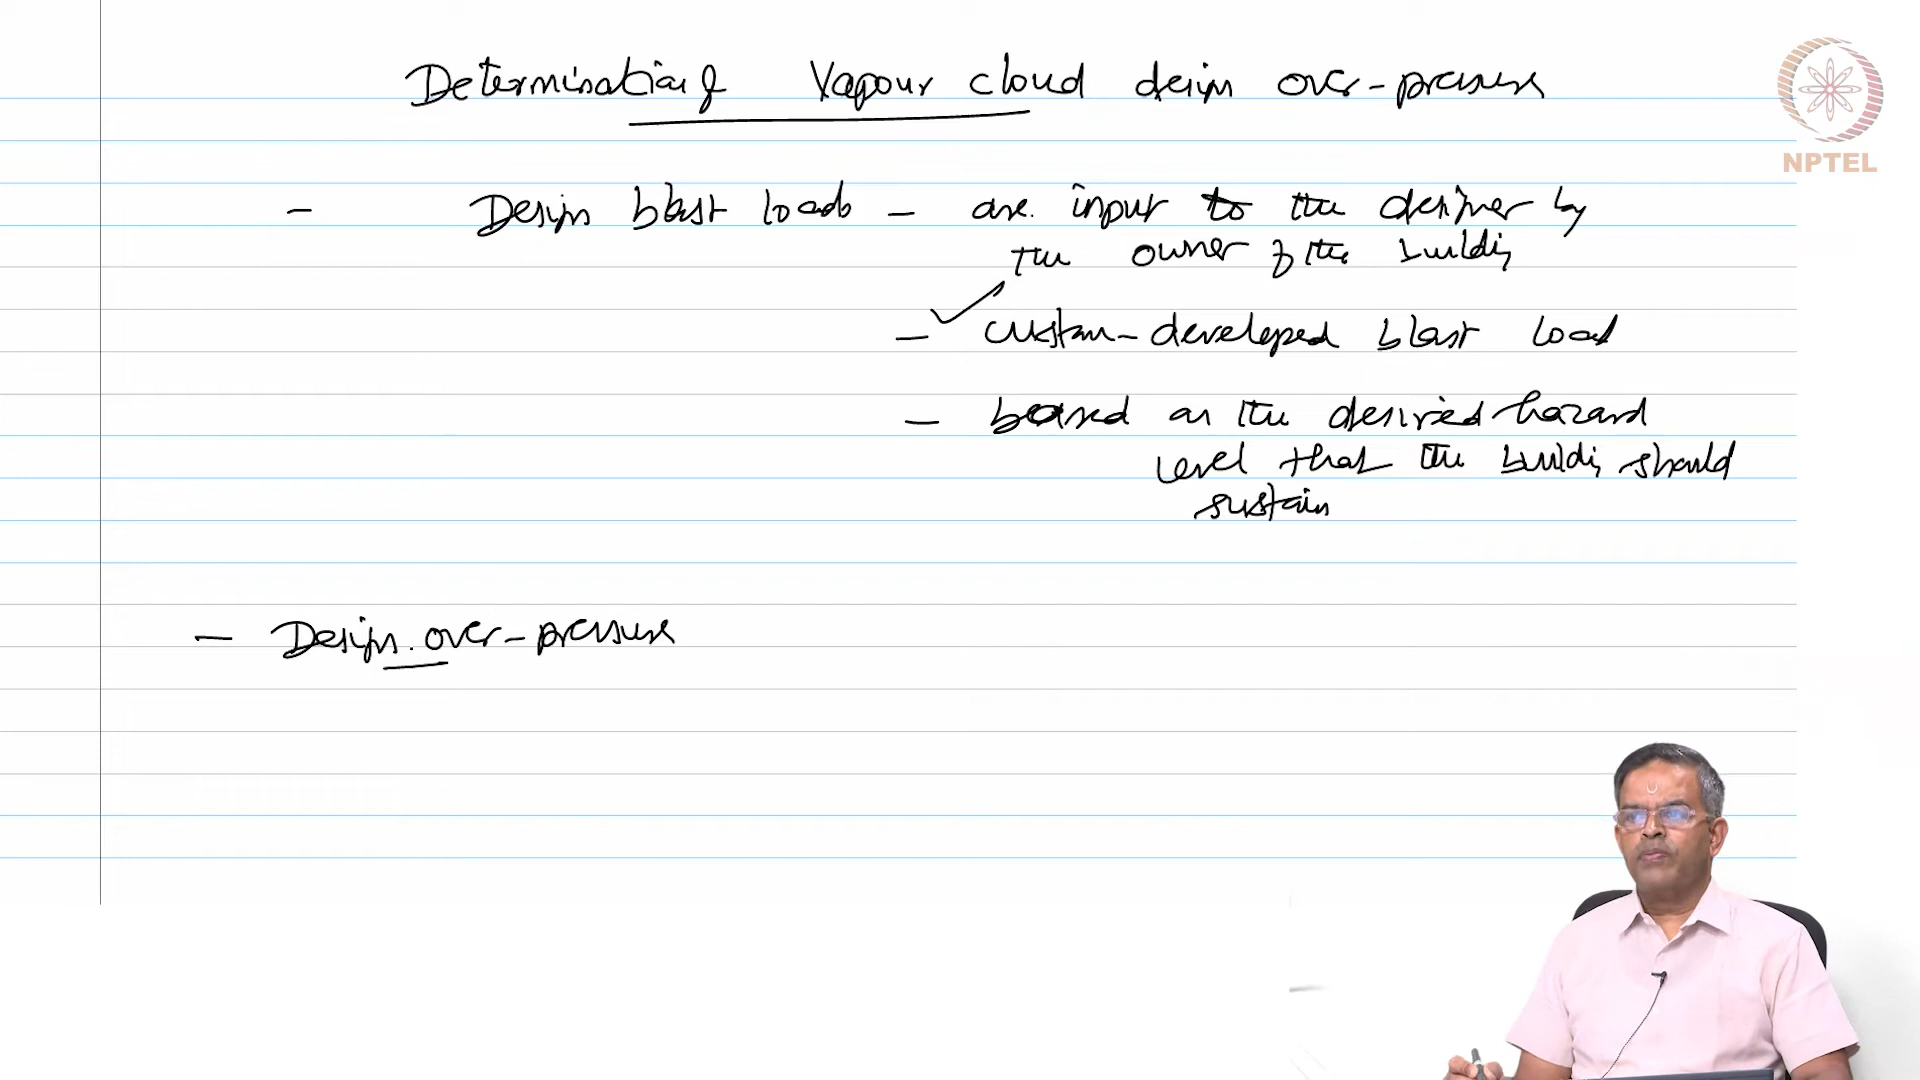 Determination of Vapour cloud design over-pressure
NPTEL
- Design blast loads - are input to the designer by
the owner of the building
- custom-developed blast load
- based on the desired hazard
level that the building should
sustain
- Design over-pressure